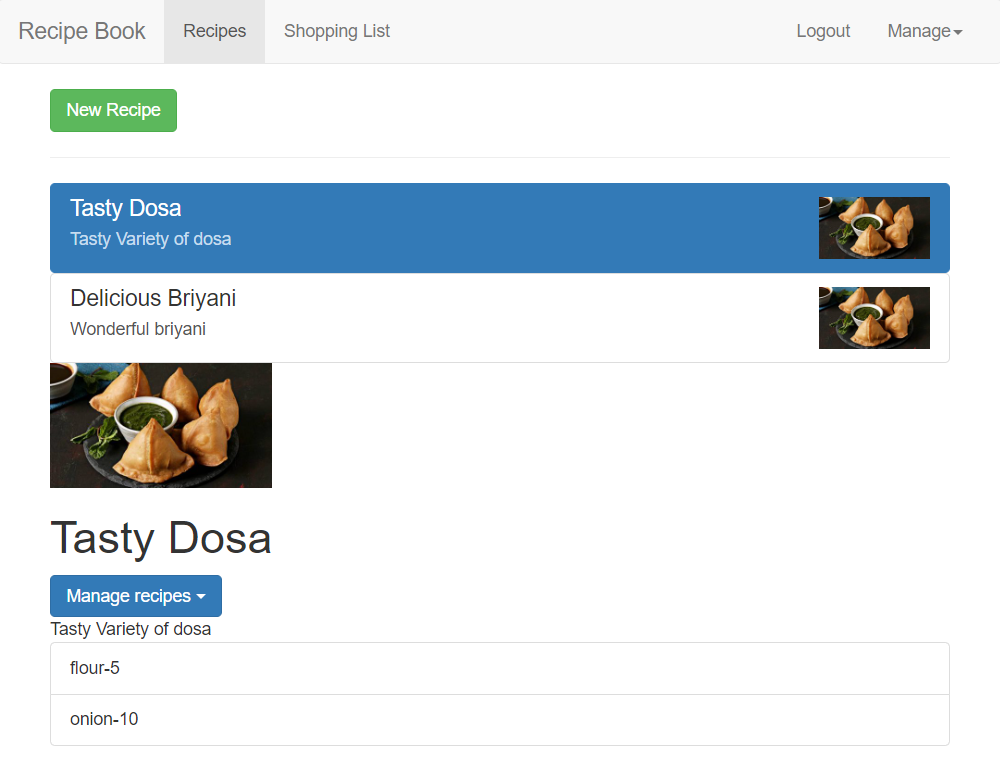 Recipe Book Recipes Shopping List Logout Manage
New Recipe
Tasty Dosa
Tasty Variety of dosa
Delicious Briyani
Wonderful briyani
Tasty Dosa
Manage recipes
Tasty Variety of dosa
flour-5
onion-10